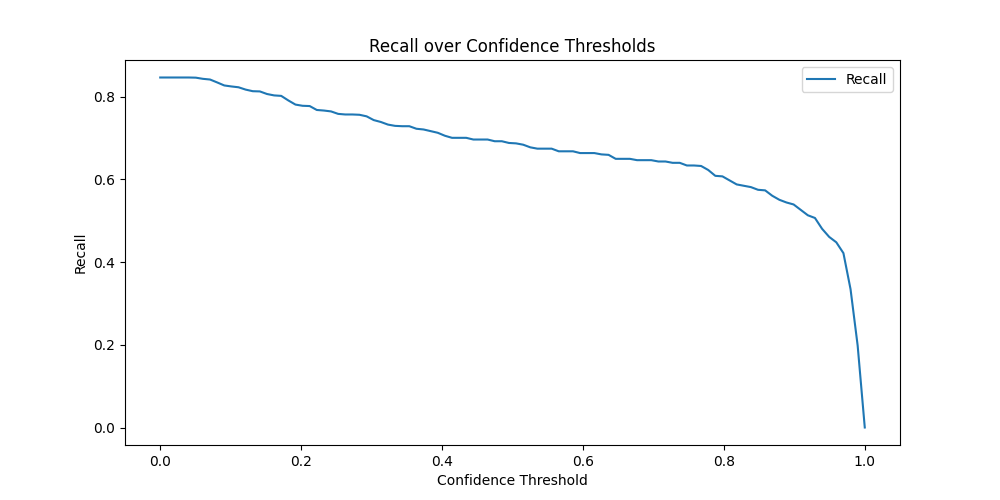 Recall over Confidence Thresholds
Recall
0.8
0.6
0.4
0.2
0.0
Recall
0.0 0.2 0.4 0.6 0.8 1.0
Confidence Threshold